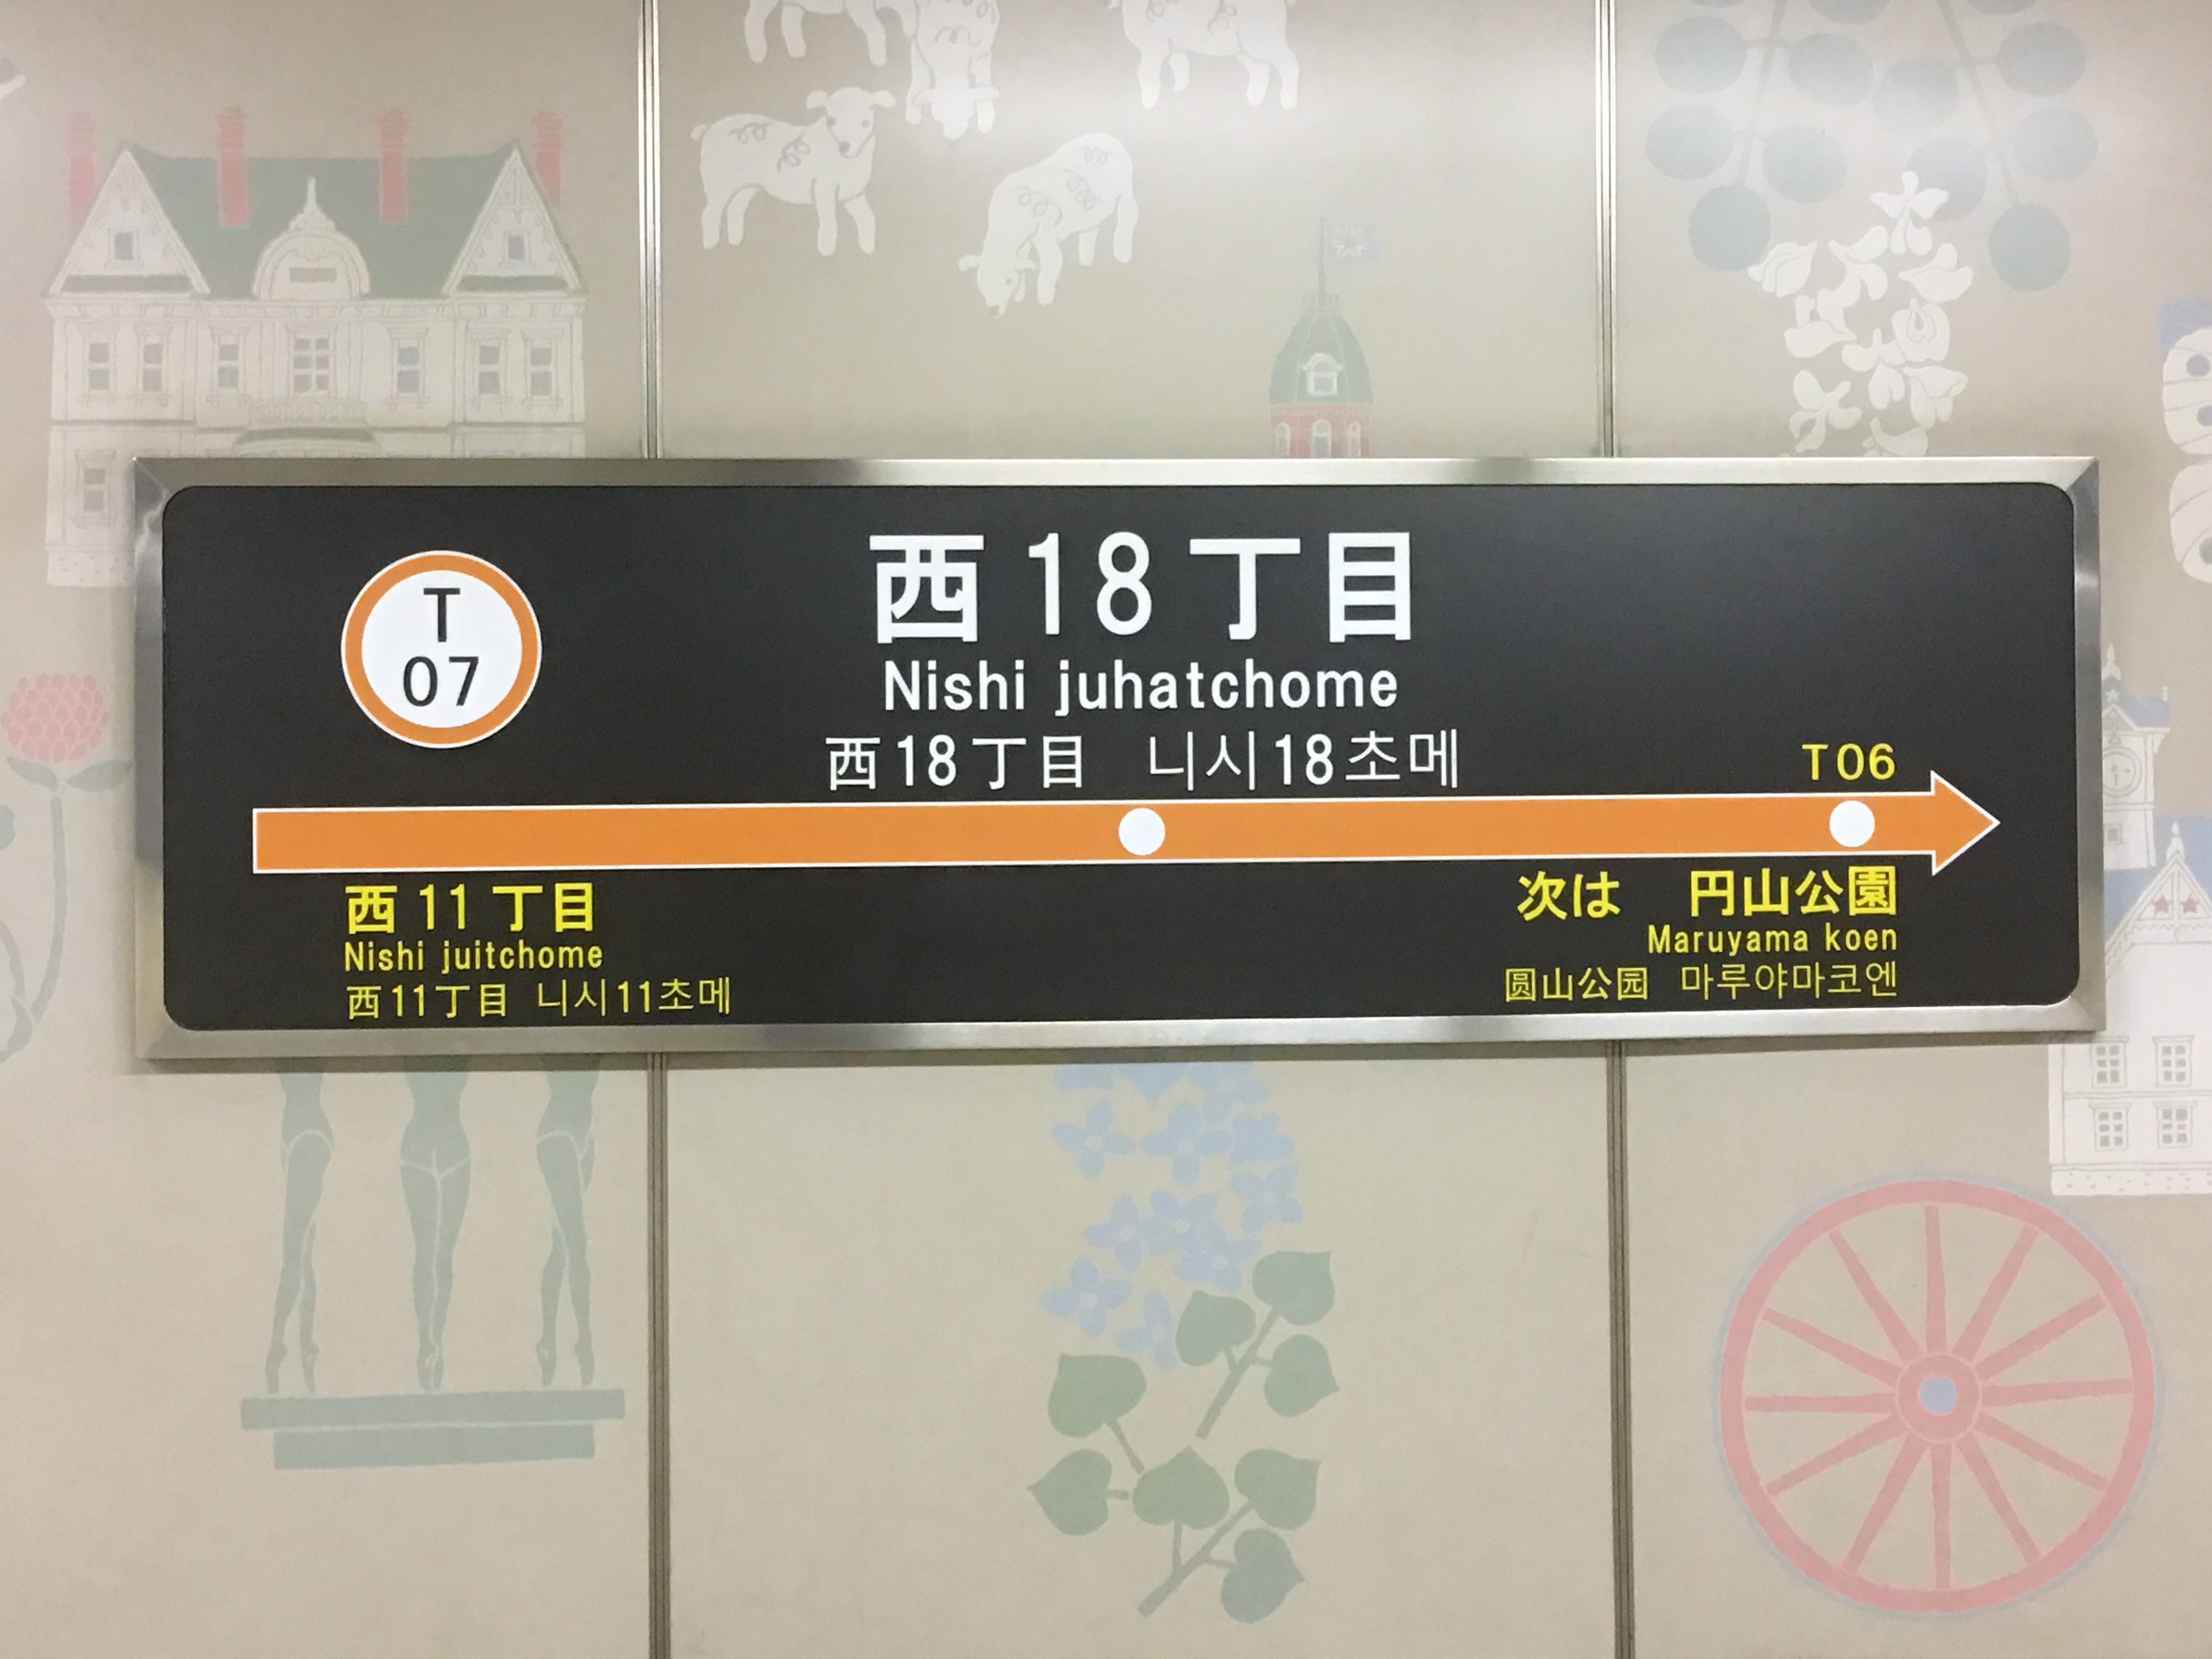 T
07
西18丁目
Nishi juhatchome
西18丁目 니시18초메
T06
西11丁目
Nishi juitchome
西11丁目 니시11초메
次は 円山公園
Maruyama koen
圆山公园 마루야마코엔